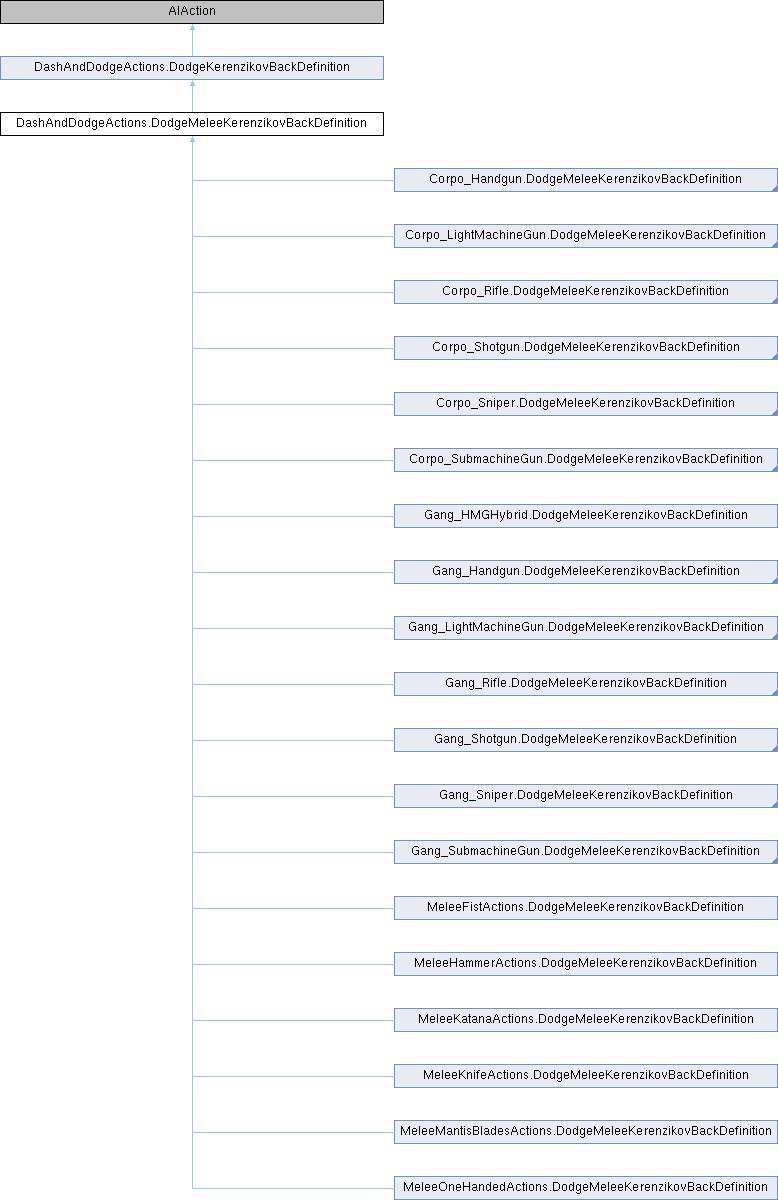 AIAction
DashAndDodgeActions.DodgeKerenzikovBackDefinition
DashAndDodgeActions.DodgeMeleeKerenzikovBackDefinition
Corpo_Handgun.DodgeMeleeKerenzikovBackDefinition
Corpo_LightMachineGun.DodgeMeleeKerenzikovBackDefinition
Corpo_Rifle.DodgeMeleeKerenzikovBackDefinition
Corpo_Shotgun.DodgeMeleeKerenzikovBackDefinition
Corpo_Sniper.DodgeMeleeKerenzikovBackDefinition
Corpo_SubmachineGun.DodgeMeleeKerenzikovBackDefinition
Gang_HMGHybrid.DodgeMeleeKerenzikovBackDefinition
Gang_Handgun.DodgeMeleeKerenzikovBackDefinition
Gang_LightMachineGun.DodgeMeleeKerenzikovBackDefinition
Gang_Rifle.DodgeMeleeKerenzikovBackDefinition
Gang_Shotgun.DodgeMeleeKerenzikovBackDefinition
Gang_Sniper.DodgeMeleeKerenzikovBackDefinition
Gang_SubmachineGun.DodgeMeleeKerenzikovBackDefinition
MeleeFistActions.DodgeMeleeKerenzikovBackDefinition
MeleeHammerActions.DodgeMeleeKerenzikovBackDefinition
MeleeKatanaActions.DodgeMeleeKerenzikovBackDefinition
MeleeKnifeActions.DodgeMeleeKerenzikovBackDefinition
MeleeMantisBladesActions.DodgeMeleeKerenzikovBackDefinition
MeleeOneHandedActions.DodgeMeleeKerenzikovBackDefinition